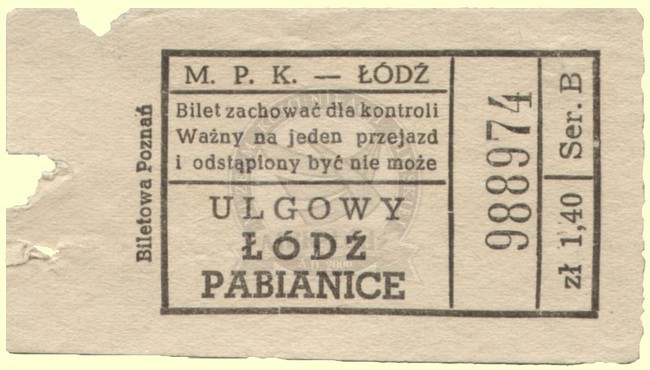 Biletowa Poznań
M. P. K. — ŁÓDŹ
Bilet zachować dla kontroli
Ważny na jeden przejazd
i odstąpiony być nie może
ULGOWY
ŁÓDŹ
PABIANICE
988974
zł 1,40 Ser. B